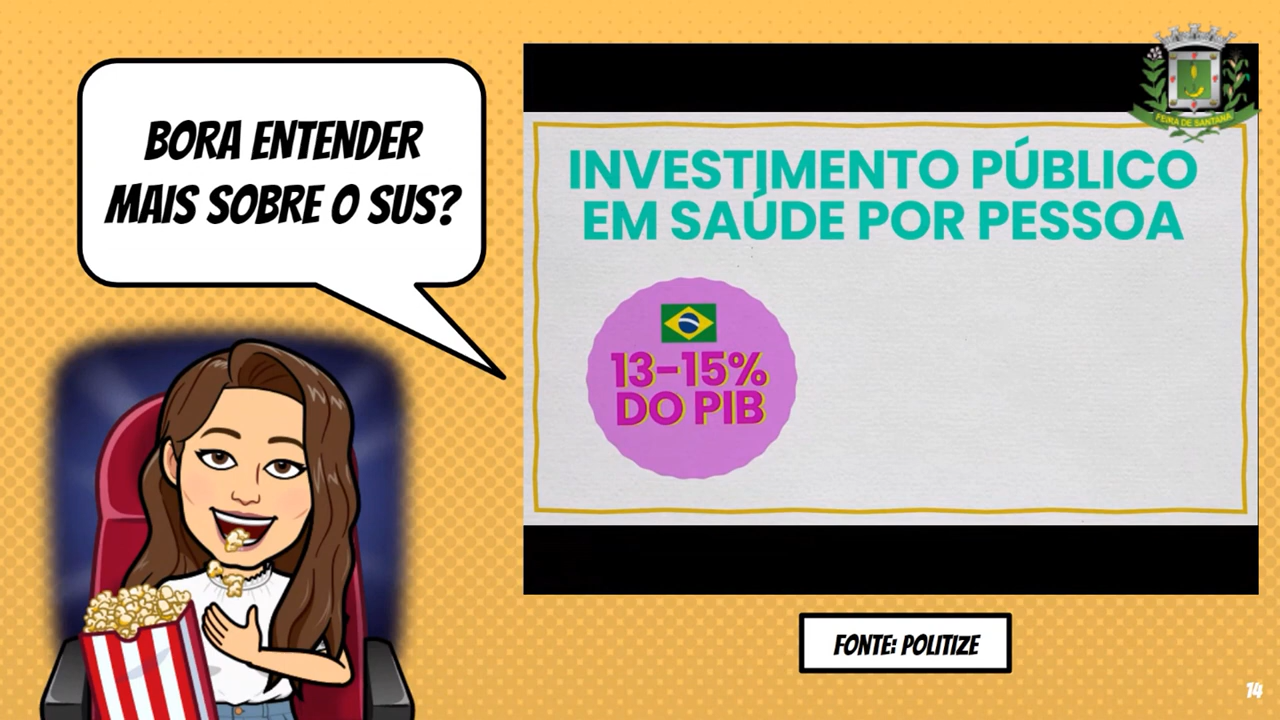 BORA ENTENDER
MAIS SOBRE O SUS?
FEIRA DE SANTANA
INVESTIMENTO PÚBLICO
EM SAÚDE POR PESSOA
13-15%
DO PIB
FONTE: POLITIZE
14